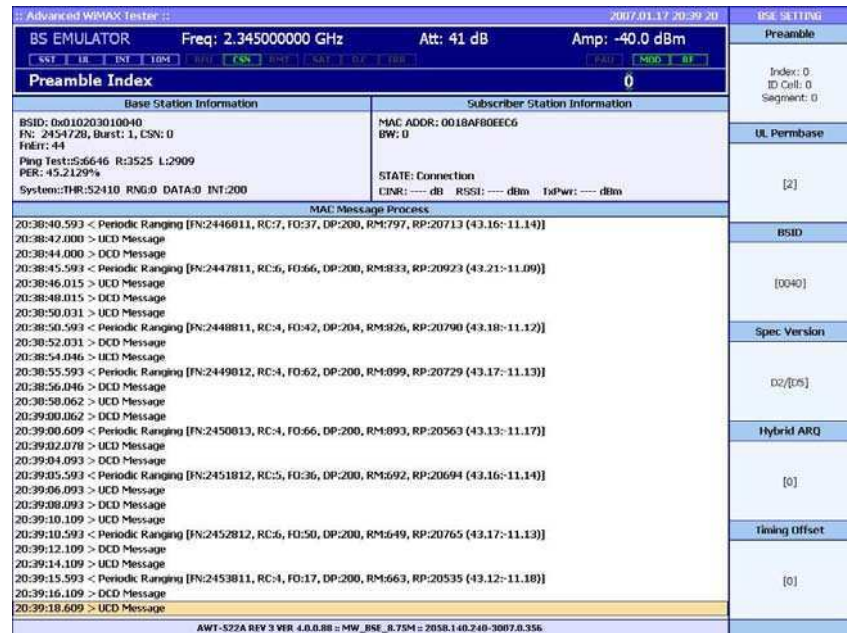 :: Advanced WiMAX Tester ::
2007.01.17 20:39 20
BS EMULATOR
Freq: 2.345000000 GHz
Att: 41 dB
Amp: -40.0 dBm
SST UL INT 10M
CSN
MOD RF
Preamble Index
0
Base Station Information
BSID: 0x010203010040
FN: 2454728, Burst: 1, CSN: 0
FnErr: 44
Ping Test::S:6646 R:3525 L:2909
PER: 45.2129%
System::THR:52410 RNG:0 DATA:0 INT:200
Subscriber Station Information
MAC ADDR: 0018AF80EEC6
BW: 0
STATE: Connection
CINR: ---- dB RSSI: ---- dBm TxPwr: ---- dBm
MAC Message Process
20:38:40.593 < Periodic Ranging [FN:2446811, RC:7, FO:37, DP:200, RM:797, RP:20713 (43.16:-11.14)]
20:38:42.000 > UCD Message
20:38:44.000 > DCD Message
20:38:45.593 < Periodic Ranging [FN:2447811, RC:6, FO:66, DP:200, RM:833, RP:20923 (43.21:-11.09)]
20:38:46.015 > UCD Message
20:38:48.015 > DCD Message
20:38:50.031 > UCD Message
20:38:50.593 < Periodic Ranging [FN:2448811, RC:4, FO:42, DP:204, RM:826, RP:20790 (43.18:-11.12)]
20:38:52.031 > DCD Message
20:38:54.046 > UCD Message
20:38:55.593 < Periodic Ranging [FN:2449812, RC:4, FO:62, DP:200, RM:899, RP:20729 (43.17:-11.13)]
20:38:56.046 > DCD Message
20:38:58.062 > UCD Message
20:39:00.062 > DCD Message
20:39:00.609 < Periodic Ranging [FN:2450813, RC:4, FO:66, DP:200, RM:893, RP:20563 (43.13:-11.17)]
20:39:02.078 > UCD Message
20:39:04.093 > DCD Message
20:39:05.593 < Periodic Ranging [FN:2451812, RC:5, FO:36, DP:200, RM:692, RP:20694 (43.16:-11.14)]
20:39:06.093 > UCD Message
20:39:08.093 > DCD Message
20:39:10.109 > UCD Message
20:39:10.593 < Periodic Ranging [FN:2452812, RC:6, FO:50, DP:200, RM:649, RP:20765 (43.17:-11.13)]
20:39:12.109 > DCD Message
20:39:14.109 > UCD Message
20:39:15.593 < Periodic Ranging [FN:2453811, RC:4, FO:17, DP:200, RM:663, RP:20535 (43.12:-11.18)]
20:39:16.109 > DCD Message
20:39:18.609 > UCD Message
AWT-522A REV 3 VER 4.0.0.88 :: MW_BSE_8.75M :: 2058.140.240-3007.0.356
BSE SETTING
Preamble
Index: 0
ID Cell: 0
Segment: 0
UL Permbase
[2]
BSID
[0040]
Spec Version
D2/[D5]
Hybrid ARQ
[0]
Timing Offset
[0]